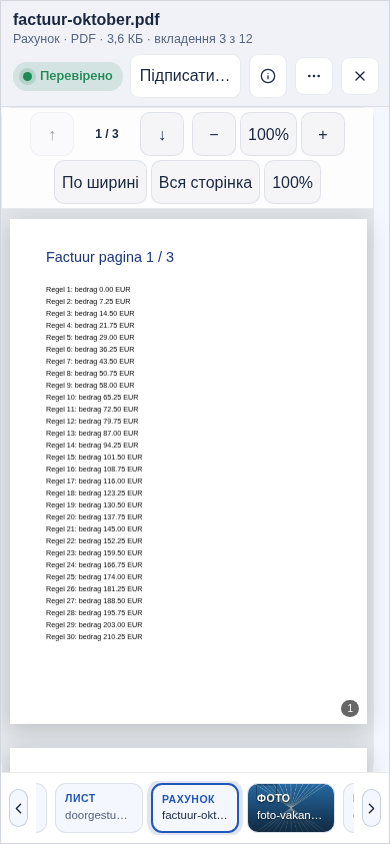 factuur-oktober.pdf
Рахунок · PDF · 3,6 КБ · вкладення 3 з 12
Перевірено
Підписати…
↑
1 / 3
↓
−
100%
+
По ширині
Вся сторінка
100%
Factuur pagina 1 / 3
Regel 1: bedrag 0.00 EUR
Regel 2: bedrag 7.25 EUR
Regel 3: bedrag 14.50 EUR
Regel 4: bedrag 21.75 EUR
Regel 5: bedrag 29.00 EUR
Regel 6: bedrag 36.25 EUR
Regel 7: bedrag 43.50 EUR
Regel 8: bedrag 50.75 EUR
Regel 9: bedrag 58.00 EUR
Regel 10: bedrag 65.25 EUR
Regel 11: bedrag 72.50 EUR
Regel 12: bedrag 79.75 EUR
Regel 13: bedrag 87.00 EUR
Regel 14: bedrag 94.25 EUR
Regel 15: bedrag 101.50 EUR
Regel 16: bedrag 108.75 EUR
Regel 17: bedrag 116.00 EUR
Regel 18: bedrag 123.25 EUR
Regel 19: bedrag 130.50 EUR
Regel 20: bedrag 137.75 EUR
Regel 21: bedrag 145.00 EUR
Regel 22: bedrag 152.25 EUR
Regel 23: bedrag 159.50 EUR
Regel 24: bedrag 166.75 EUR
Regel 25: bedrag 174.00 EUR
Regel 26: bedrag 181.25 EUR
Regel 27: bedrag 188.50 EUR
Regel 28: bedrag 195.75 EUR
Regel 29: bedrag 203.00 EUR
Regel 30: bedrag 210.25 EUR
1
ЛИСТ
doorgestu…
РАХУНОК
factuur-okt…
ФОТО
foto-vakan…